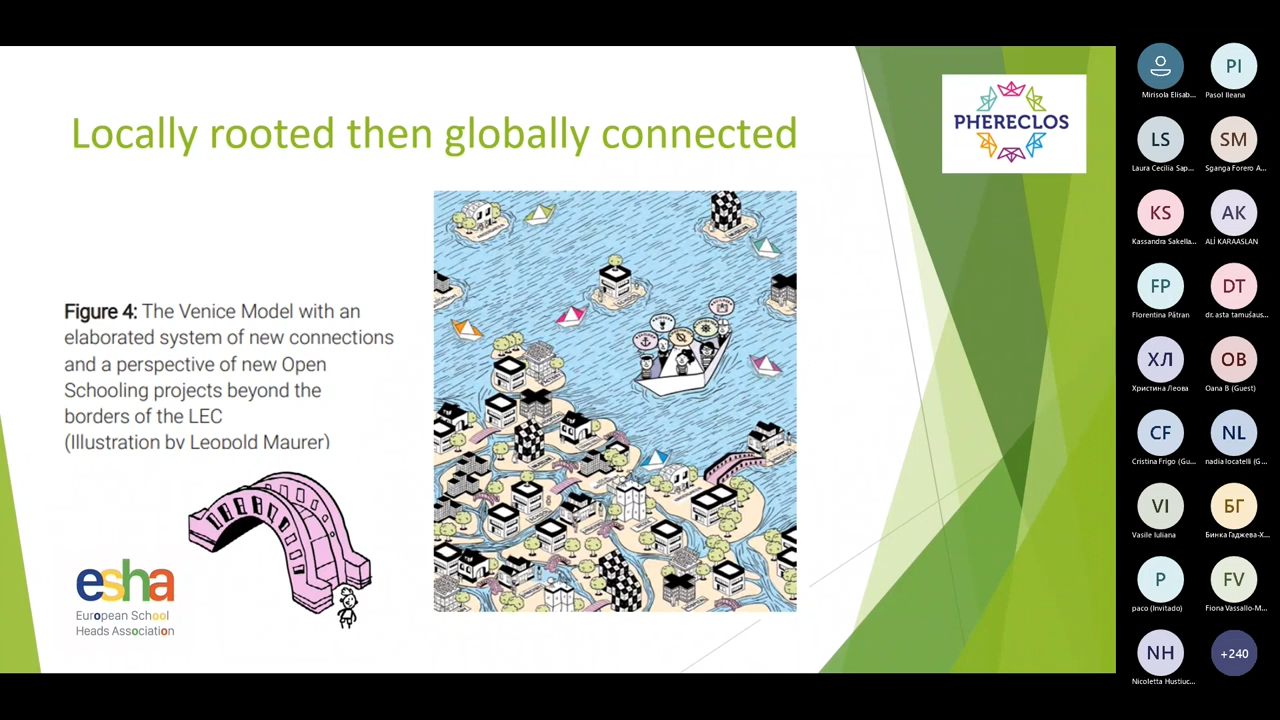 Locally rooted then globally connected
PHERECLOS
Figure 4: The Venice Model with an
elaborated system of new connections
and a perspective of new Open
Schooling projects beyond the
borders of the LEC
(Illustration by Leopold Maurer)
esha
European School
Heads Association
Mirisola Elisab...
PI
Pasol Ileana
LS
Laura Cecilia Sap...
SM
Sganga Forero A...
KS
Kassandra Sakella...
AK
ALİ KARAASLAN
FP
Florentina Pătran
DT
dr. asta tamušaus...
ХЛ
Христина Леова
OB
Oana B (Guest)
CF
Cristina Frigo (Gu...
NL
nadia locatelli (G...
VI
Vasile Iuliana
БГ
Бинка Гаджева-Х...
P
paco (Invitado)
FV
Fiona Vassallo-M...
NH
Nicoletta Hustiuc...
+240